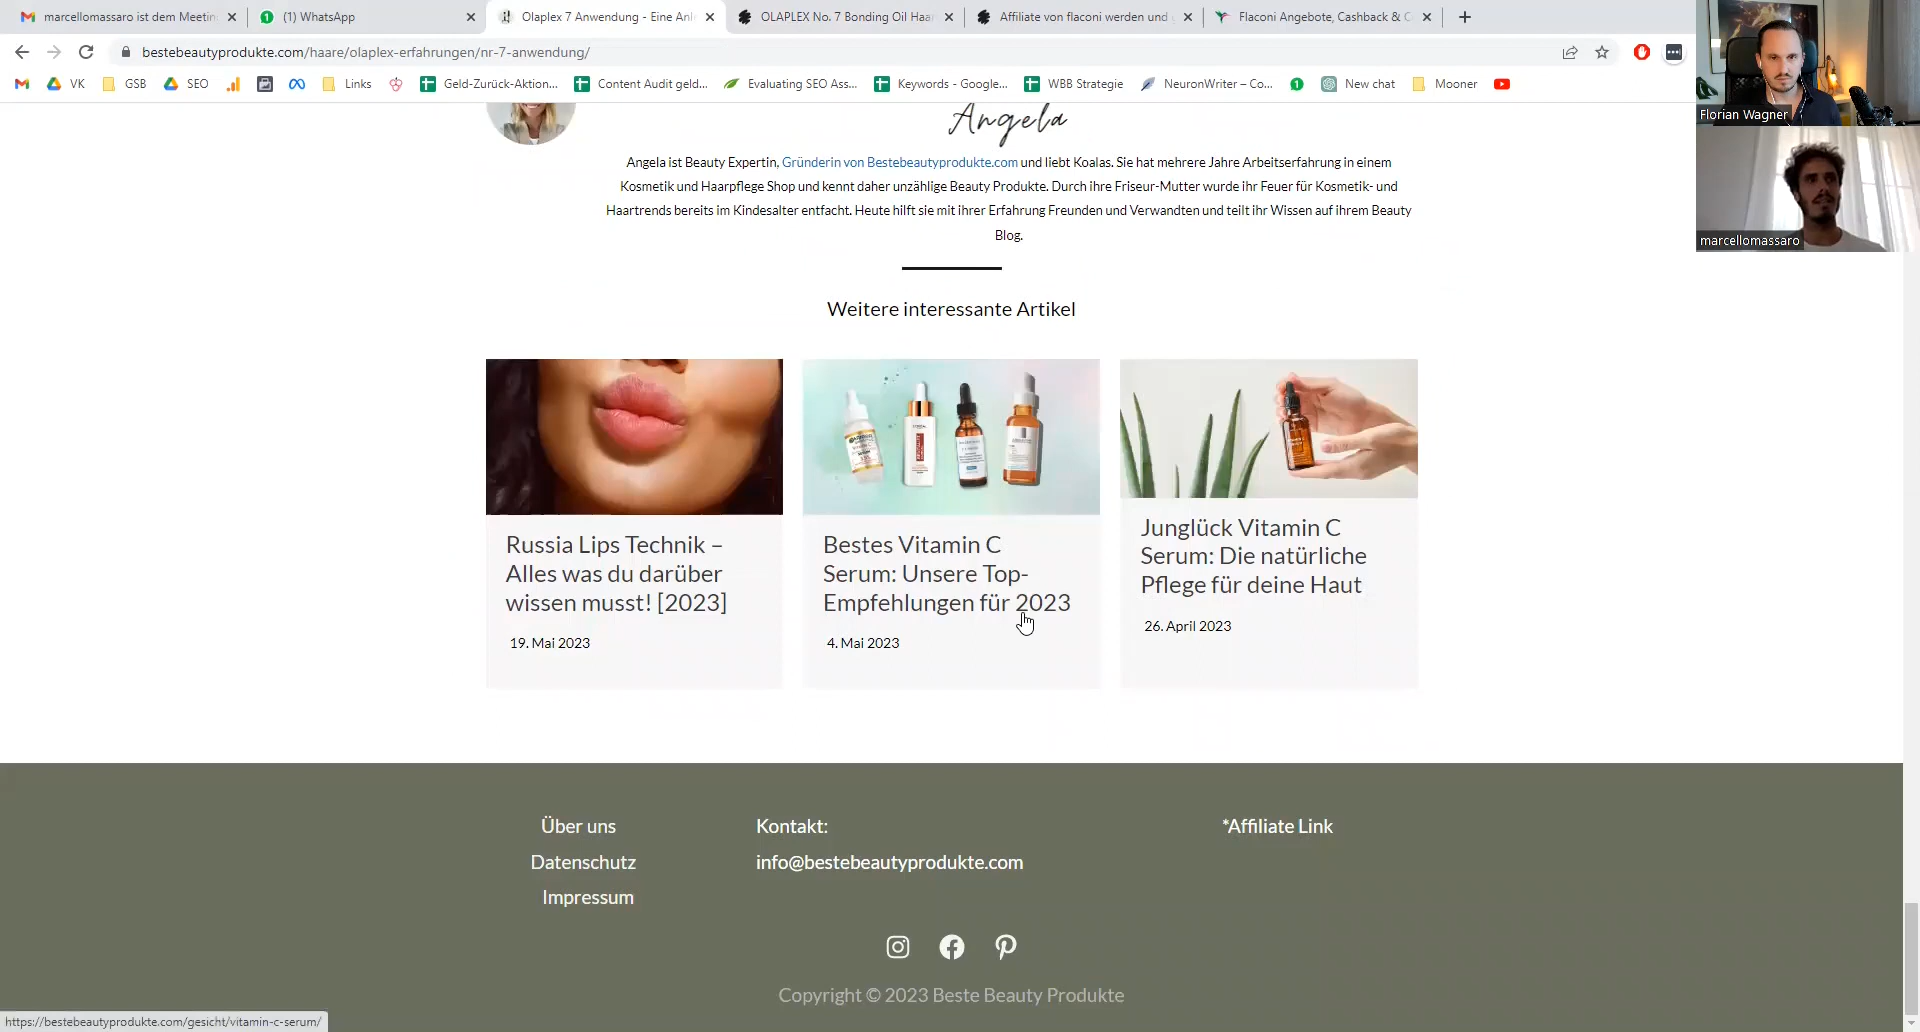 marcellomassaro ist dem Meetin
(1) WhatsApp
Olaplex 7 Anwendung - Eine Anl
OLAPLEX No. 7 Bonding Oil Haa
Affiliate von flaconi werden und
Flaconi Angebote, Cashback & C
bestebeautyprodukte.com/haare/olaplex-erfahrungen/nr-7-anwendung/
VK
GSB
SEO
Links
Geld-Zurück-Aktion...
Content Audit geld...
Evaluating SEO Ass...
Keywords - Google...
WBB Strategie
NeuronWriter – Co...
New chat
Mooner
Florian Wagner
marcellomassaro
Angela
Angela ist Beauty Expertin, Gründerin von Bestebeautyprodukte.com und liebt Koalas. Sie hat mehrere Jahre Arbeitserfahrung in einem
Kosmetik und Haarpflege Shop und kennt daher unzählige Beauty Produkte. Durch ihre Friseur-Mutter wurde ihr Feuer für Kosmetik- und
Haartrends bereits im Kindesalter entfacht. Heute hilft sie mit ihrer Erfahrung Freunden und Verwandten und teilt ihr Wissen auf ihrem Beauty
Blog.
Weitere interessante Artikel
Russia Lips Technik –
Alles was du darüber
wissen musst! [2023]
19. Mai 2023
Bestes Vitamin C
Serum: Unsere Top-
Empfehlungen für 2023
4. Mai 2023
Junglück Vitamin C
Serum: Die natürliche
Pflege für deine Haut
26. April 2023
Über uns
Datenschutz
Impressum
Kontakt:
info@bestebeautyprodukte.com
*Affiliate Link
Copyright © 2023 Beste Beauty Produkte
https://bestebeautyprodukte.com/gesicht/vitamin-c-serum/